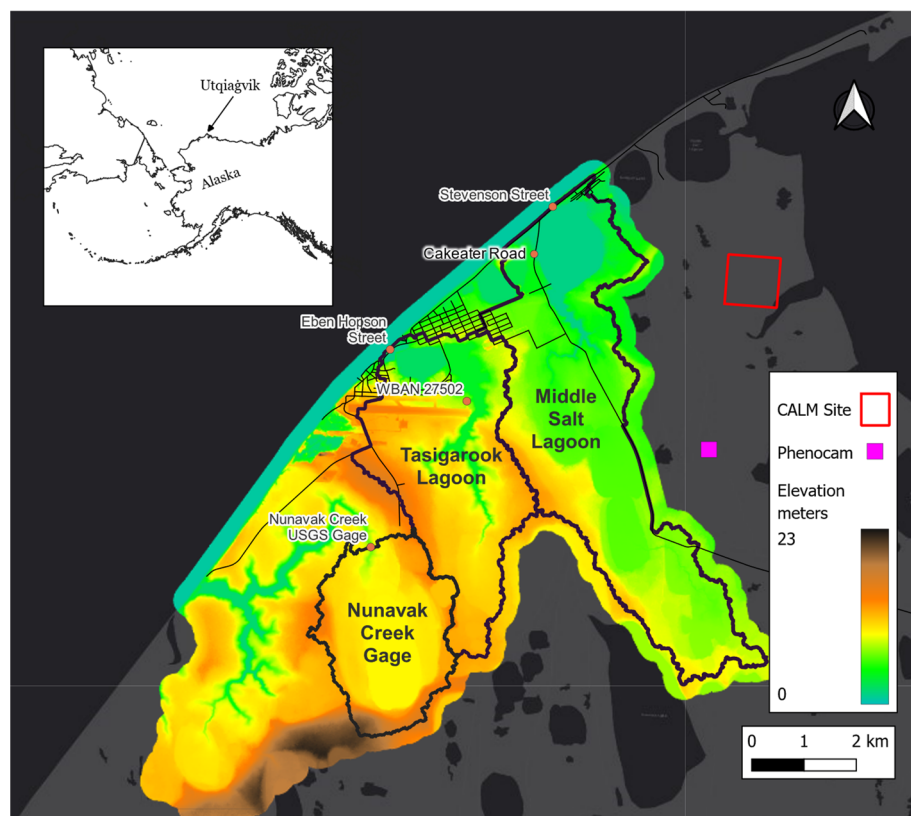 Utqiaġvik
Alaska
Stevenson Street
Cakeater Road
Eben Hopson
Street
WBAN 27502
Middle
Salt
Lagoon
Tasigarook
Lagoon
Nunavak Creek
USGS Gage
Nunavak
Creek
Gage
CALM Site
Phenocam
Elevation
meters
23
0
0 1 2 km